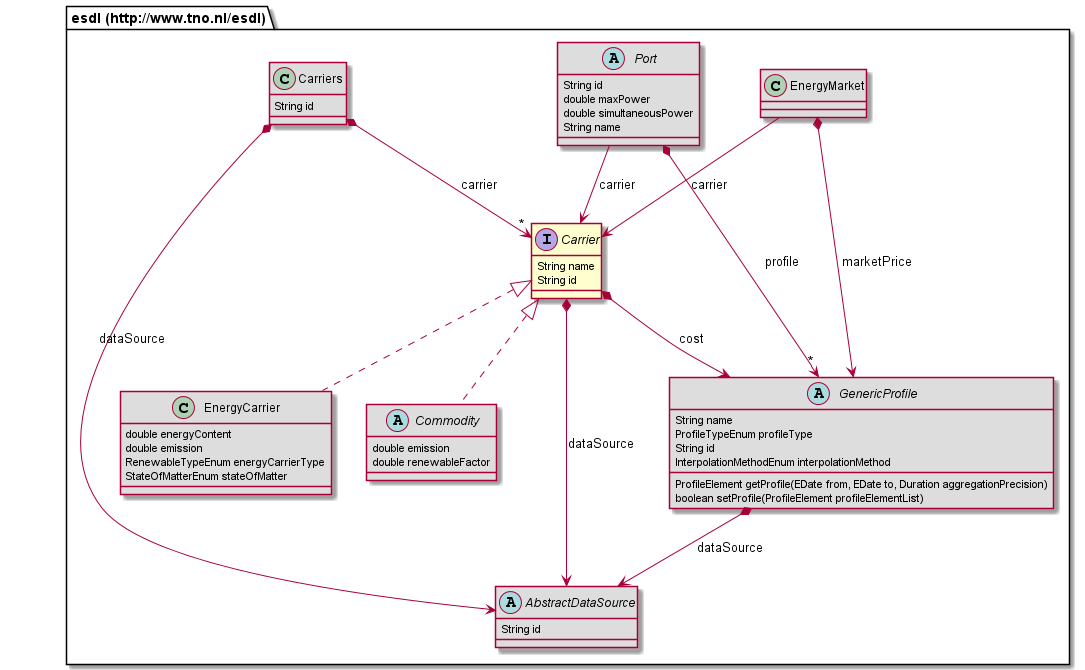 esdl (http://www.tno.nl/esdl)
C Carriers
String id
A Port
String id
double maxPower
double simultaneousPower
String name
C EnergyMarket
carrier
carrier
carrier
*
I Carrier
String name
String id
profile
marketPrice
dataSource
cost
*
C EnergyCarrier
double energyContent
double emission
RenewableTypeEnum energyCarrierType
StateOfMatterEnum stateOfMatter
A Commodity
double emission
double renewableFactor
A GenericProfile
String name
ProfileTypeEnum profileType
String id
InterpolationMethodEnum interpolationMethod
ProfileElement getProfile(EDate from, EDate to, Duration aggregationPrecision)
boolean setProfile(ProfileElement profileElementList)
dataSource
dataSource
A AbstractDataSource
String id